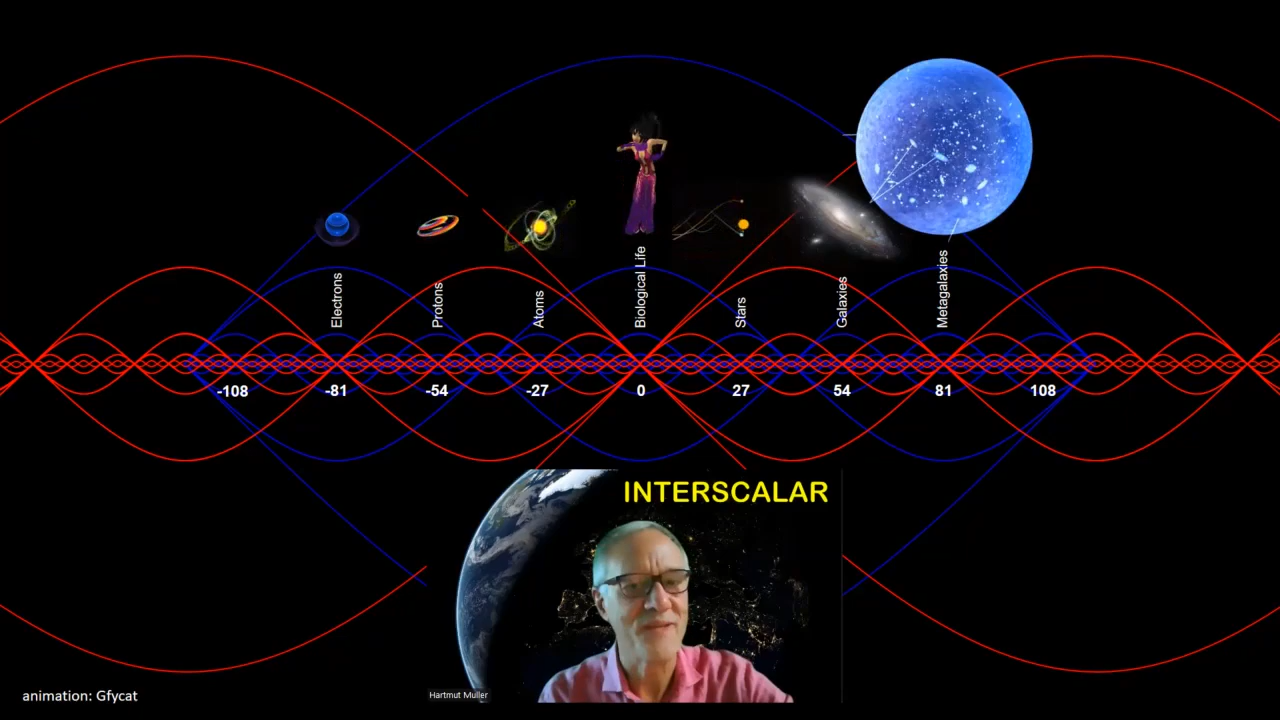 Electrons
Protons
Atoms
Biological Life
Stars
Galaxies
Metagalaxies
-108
-81
-54
-27
0
27
54
81
108
INTERSCALAR
Hartmut Muller
animation: Gfycat